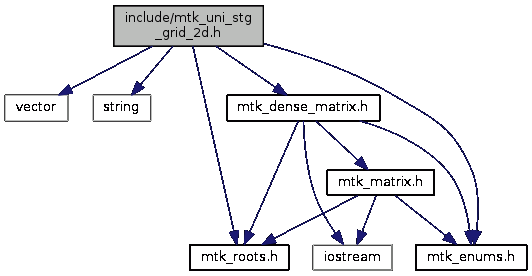 include/mtk_uni_stg
_grid_2d.h
vector
string
mtk_dense_matrix.h
mtk_matrix.h
mtk_roots.h
iostream
mtk_enums.h